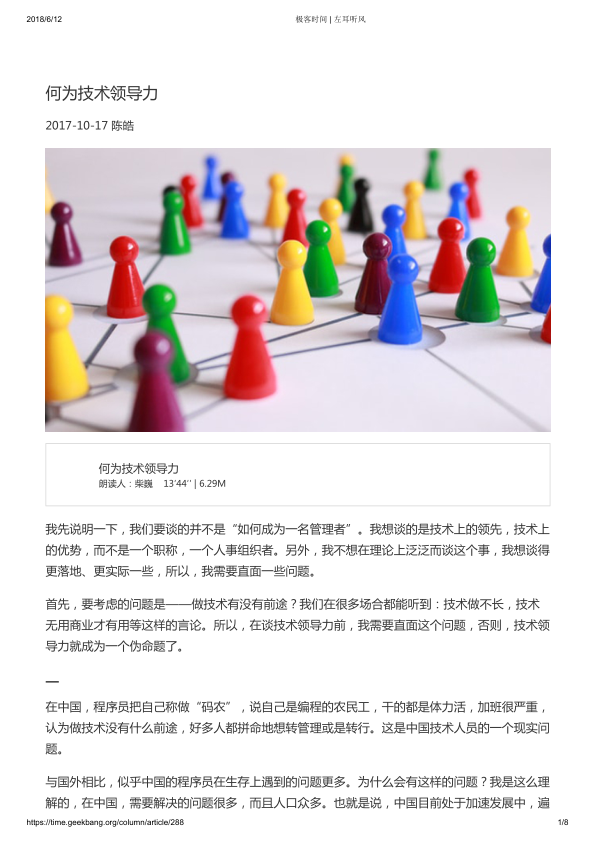 2018/6/12
极客时间 | 左耳听风
何为技术领导力
2017-10-17 陈皓
何为技术领导力
朗读人：柴巍 13′44′′ | 6.29M
我先说明一下，我们要谈的并不是“如何成为一名管理者”。我想谈的是技术上的领先，技术上
的优势，而不是一个职称，一个人事组织者。另外，我不想在理论上泛泛而谈这个事，我想谈得
更落地、更实际一些，所以，我需要直面一些问题。
首先，要考虑的问题是——做技术有没有前途？我们在很多场合都能听到：技术做不长，技术
无用商业才有用等这样的言论。所以，在谈技术领导力前，我需要直面这个问题，否则，技术领
导力就成为一个伪命题了。
一
在中国，程序员把自己称做“码农”，说自己是编程的农民工，干的都是体力活，加班很严重，
认为做技术没有什么前途，好多人都拼命地想转管理或是转行。这是中国技术人员的一个现实问
题。
与国外相比，似乎中国的程序员在生存上遇到的问题更多。为什么会有这样的问题？我是这么理
解的，在中国，需要解决的问题很多，而且人口众多。也就是说，中国目前处于加速发展中，遍
https://time.geekbang.org/column/article/288
1/8